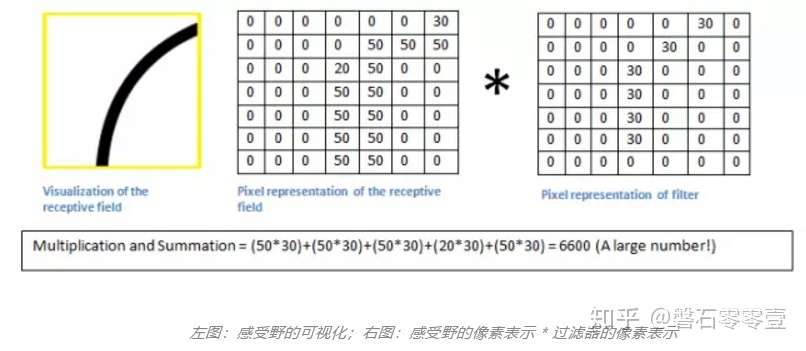 0 0 0 0 0 0 30
0 0 0 0 50 50 50
0 0 0 20 50 0 0
0 0 0 50 50 0 0
0 0 0 50 50 0 0
0 0 0 50 50 0 0
0 0 0 50 50 0 0
*
0 0 0 0 0 30 0
0 0 0 0 30 0 0
0 0 0 30 0 0 0
0 0 0 30 0 0 0
0 0 0 30 0 0 0
0 0 0 30 0 0 0
0 0 0 0 0 0 0
Visualization of the
receptive field
Pixel representation of the receptive
field
Pixel representation of filter
Multiplication and Summation = (50*30)+(50*30)+(50*30)+(20*30)+(50*30) = 6600 (A large number!)
知乎 @磐石零零壹
左图：感受野的可视化；右图：感受野的像素表示 * 过滤器的像素表示